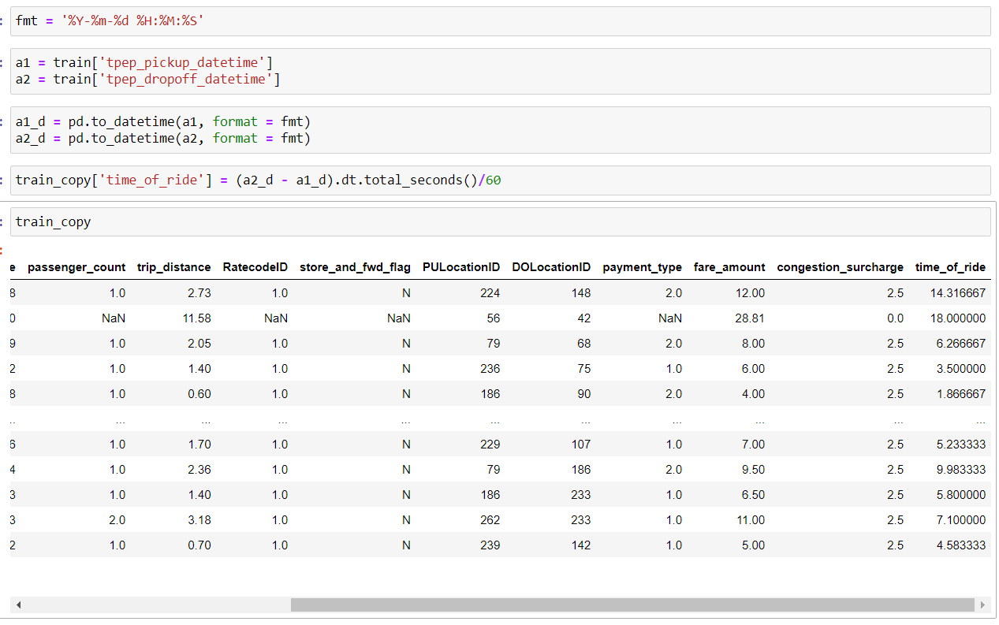 : fmt = '%Y-%m-%d %H:%M:%S'
: a1 = train['tpep_pickup_datetime']
a2 = train['tpep_dropoff_datetime']
: a1_d = pd.to_datetime(a1, format = fmt)
a2_d = pd.to_datetime(a2, format = fmt)
: train_copy['time_of_ride'] = (a2_d - a1_d).dt.total_seconds()/60
: train_copy
:
e passenger_count trip_distance RatecodeID store_and_fwd_flag PULocationID DOLocationID payment_type fare_amount congestion_surcharge time_of_ride
8 1.0 2.73 1.0 N 224 148 2.0 12.00 2.5 14.316667
0 NaN 11.58 NaN NaN 56 42 NaN 28.81 0.0 18.000000
9 1.0 2.05 1.0 N 79 68 2.0 8.00 2.5 6.266667
2 1.0 1.40 1.0 N 236 75 1.0 6.00 2.5 3.500000
8 1.0 0.60 1.0 N 186 90 2.0 4.00 2.5 1.866667
.. ... ... ... ... ... ... ... ... ... ...
6 1.0 1.70 1.0 N 229 107 1.0 7.00 2.5 5.233333
4 1.0 2.36 1.0 N 79 186 2.0 9.50 2.5 9.983333
3 1.0 1.40 1.0 N 186 233 1.0 6.50 2.5 5.800000
3 2.0 3.18 1.0 N 262 233 1.0 11.00 2.5 7.100000
2 1.0 0.70 1.0 N 239 142 1.0 5.00 2.5 4.583333